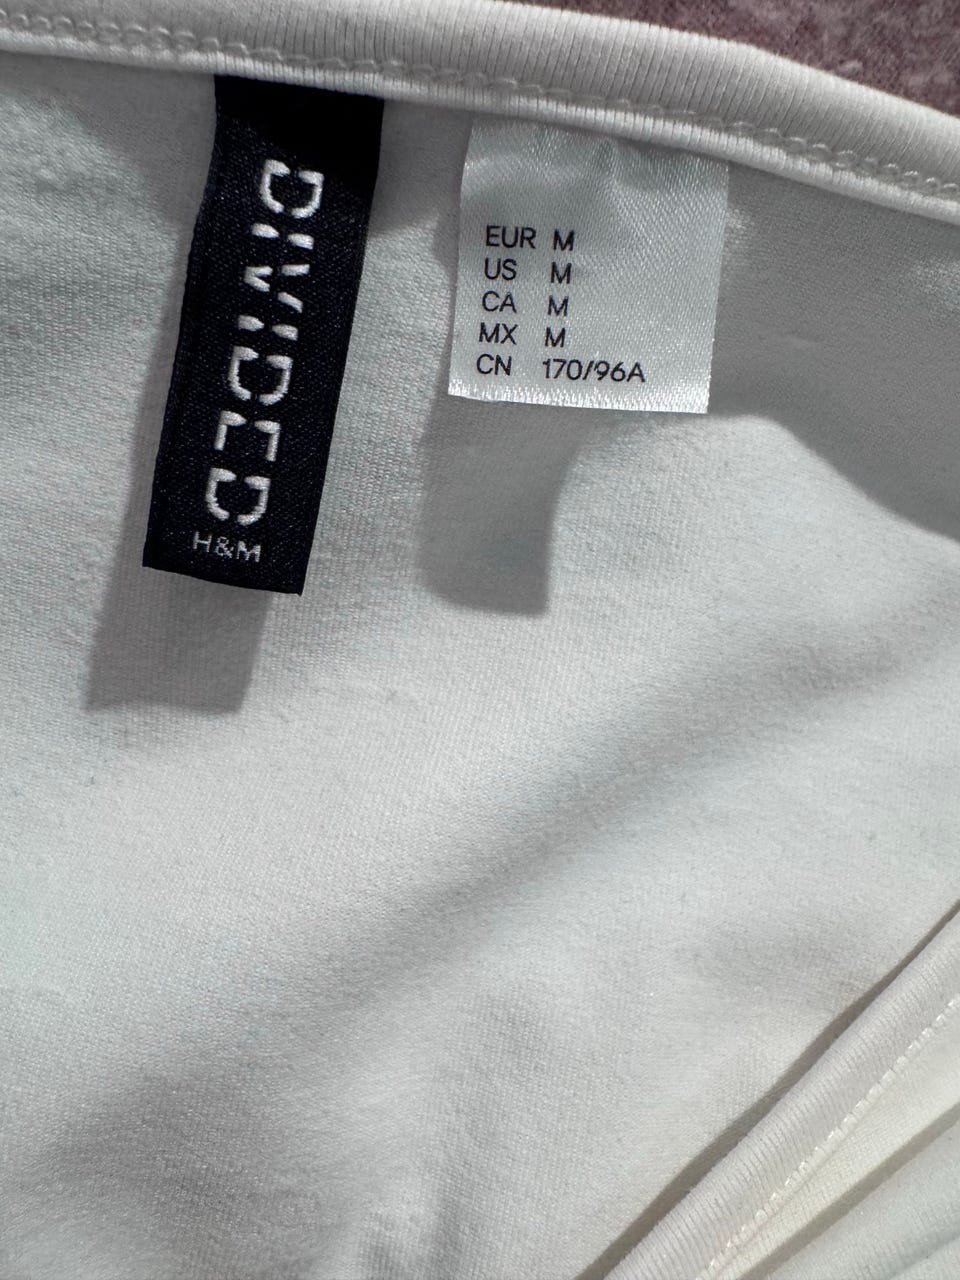 DIVIDED
H&M
EUR M
US M
CA M
MX M
CN 170/96A